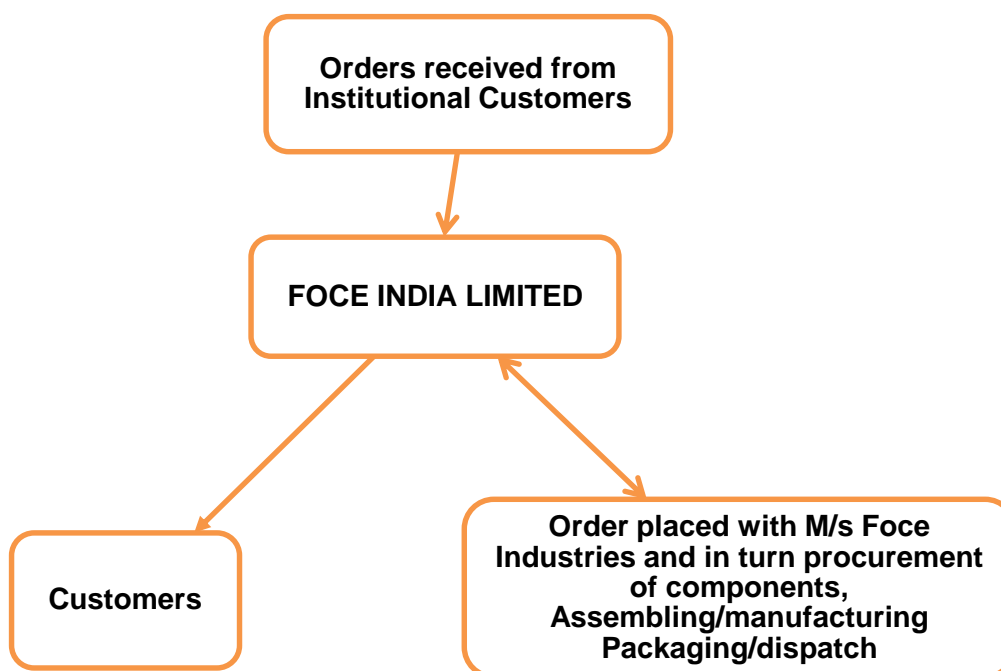 Orders received from
Institutional Customers
FOCE INDIA LIMITED
Customers
Order placed with M/s Foce
Industries and in turn procurement
of components,
Assembling/manufacturing
Packaging/dispatch